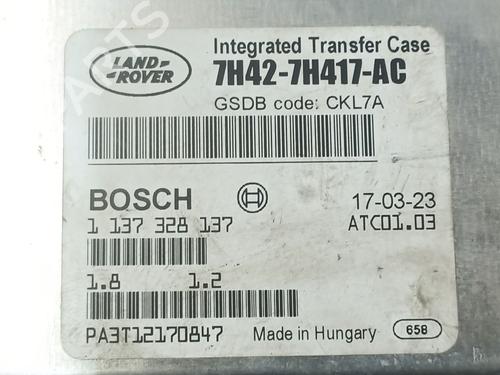 LAND
ROVER
Integrated Transfer Case
7H42-7H417-AC
GSDB code: CKL7A
BOSCH
17-03-23
1 137 328 137
ATC01.03
1.8 1.2
PA3T12170847
Made in Hungary
658